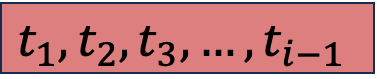 t₁, t₂, t₃, ..., tᵢ₋₁